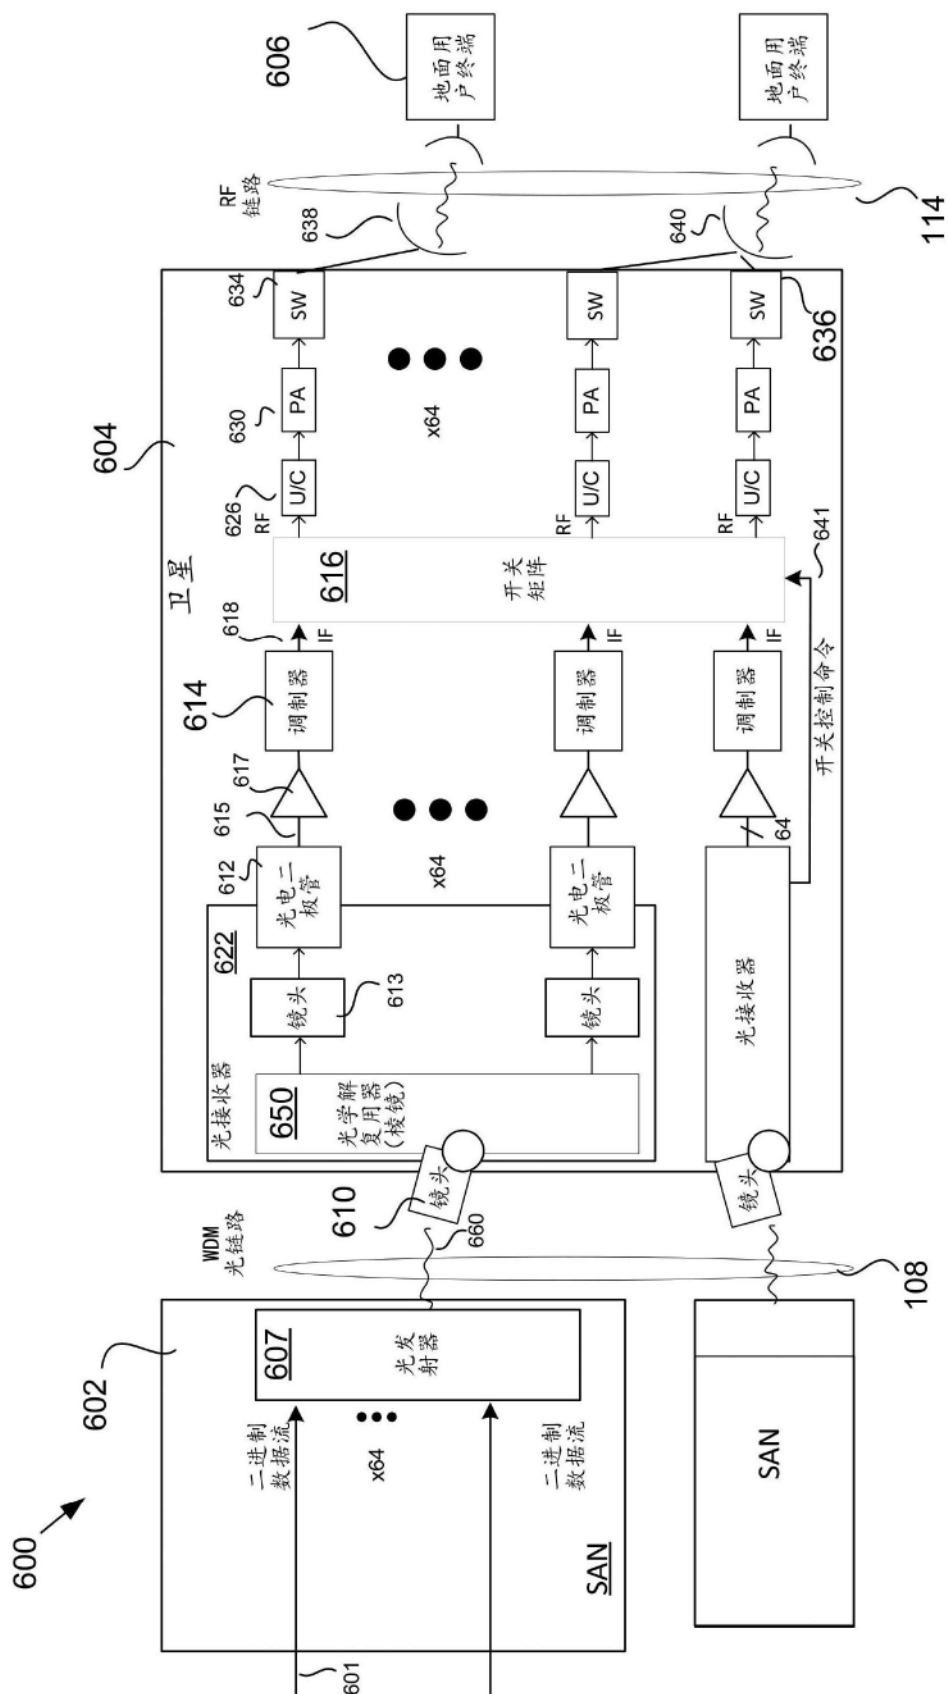 600
602
601
二进制
数据流
x64
二进制
数据流
607
光发
射器
SAN
SAN
WDM
光链路
660
108
卫星
604
610
镜头
镜头
光接收器
622
650
光学解
复用器
(棱镜)
镜头
613
镜头
612
光电二
极管
光电二
极管
x64
光接收器
615
617
64
614
调制器
调制器
调制器
618
IF
IF
IF
开关控制命令
641
616
开关
矩阵
RF
RF
RF
626
U/C
U/C
U/C
630
PA
PA
PA
x64
634
SW
SW
SW
636
638
640
RF
链路
114
606
地面用
户终端
地面用
户终端